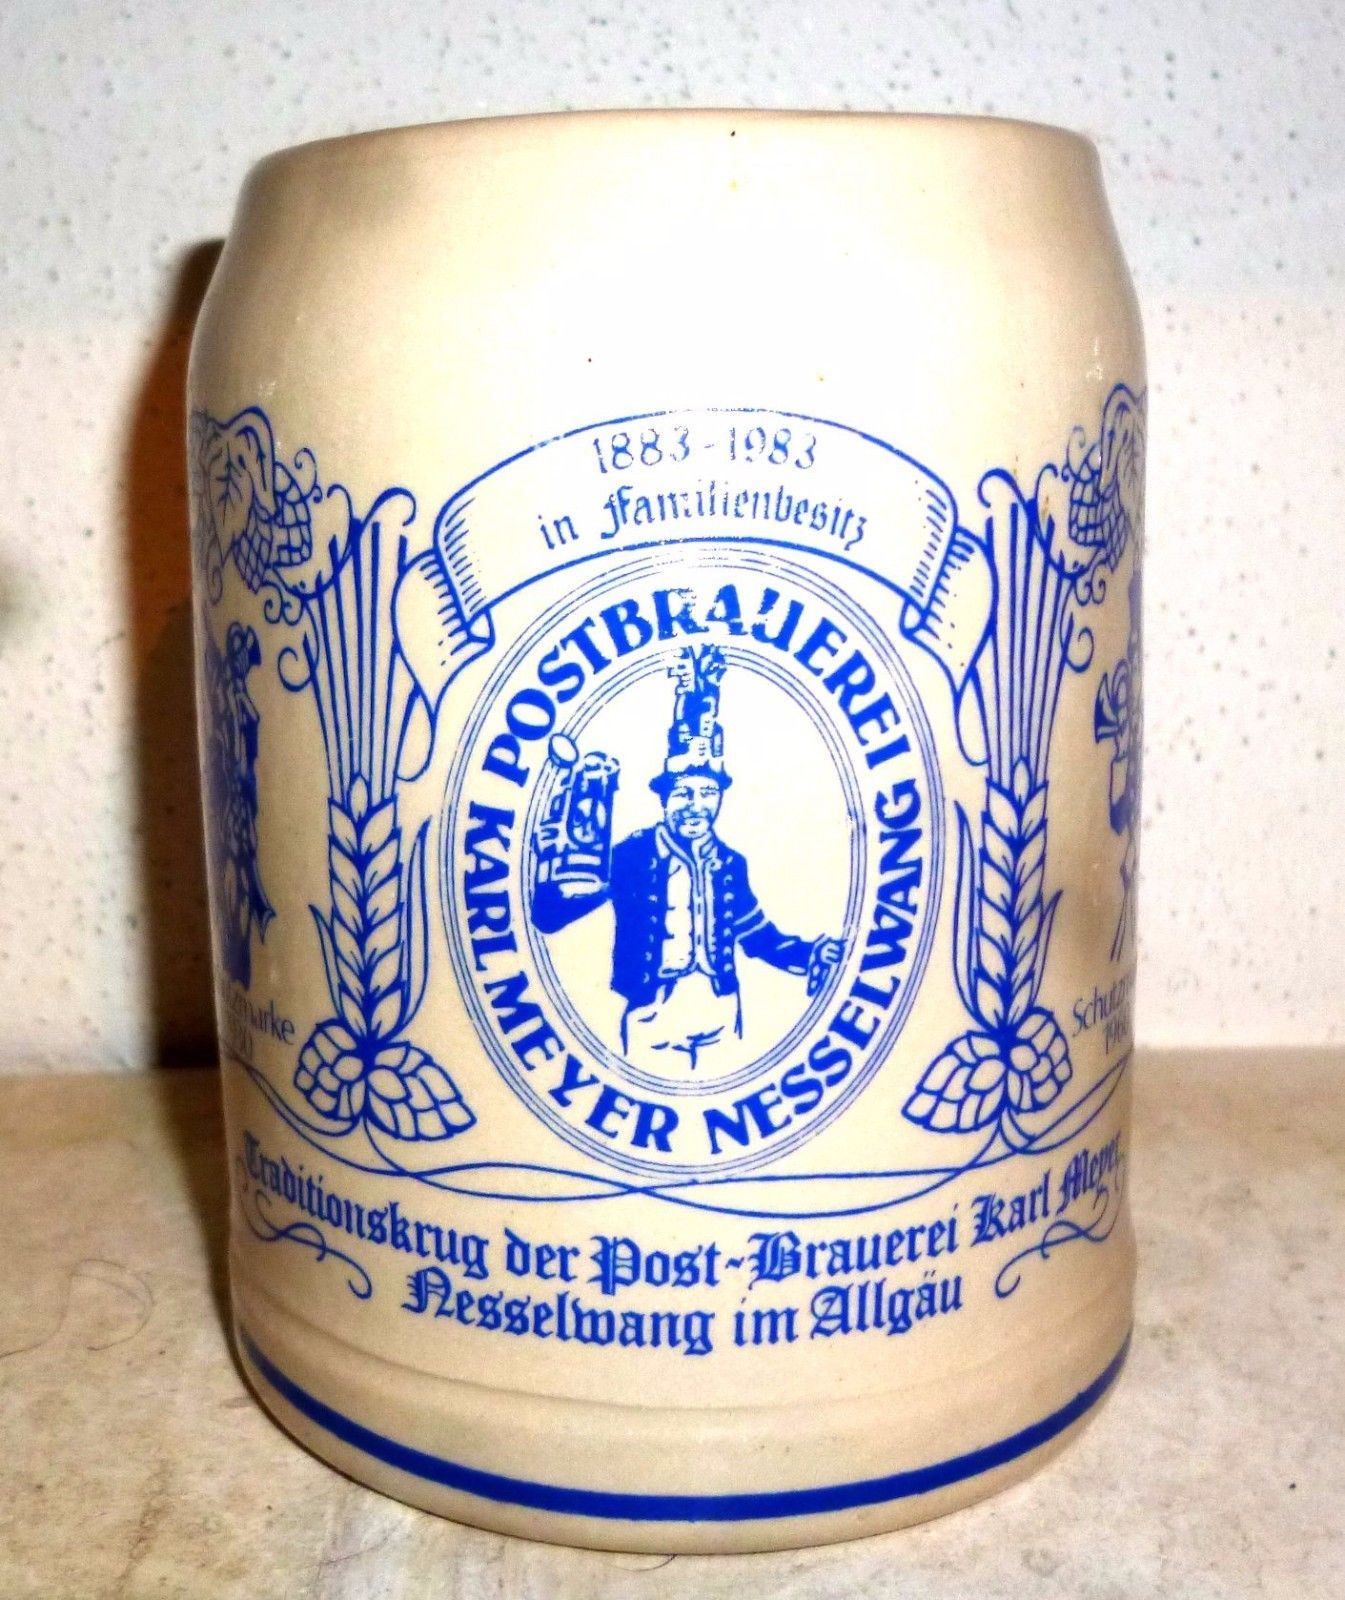 1883-1983
in Familienbesitz
POSTBRAUEREI
KARL MEYER NESSELWANG
Traditionskrug der Post-Brauerei Karl Meyer
Nesselwang im Allgäu